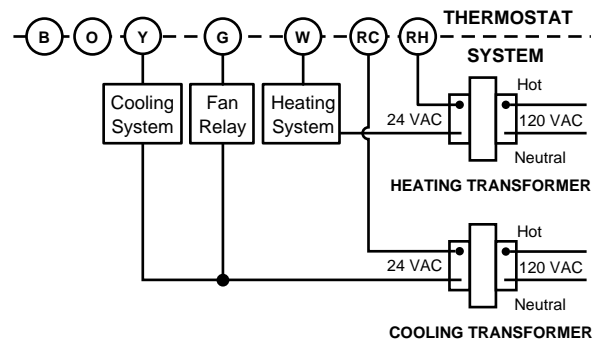 THERMOSTAT
B O Y G W RC RH
SYSTEM
Cooling System
Fan Relay
Heating System
Hot
24 VAC
120 VAC
Neutral
HEATING TRANSFORMER
Hot
24 VAC
120 VAC
Neutral
COOLING TRANSFORMER